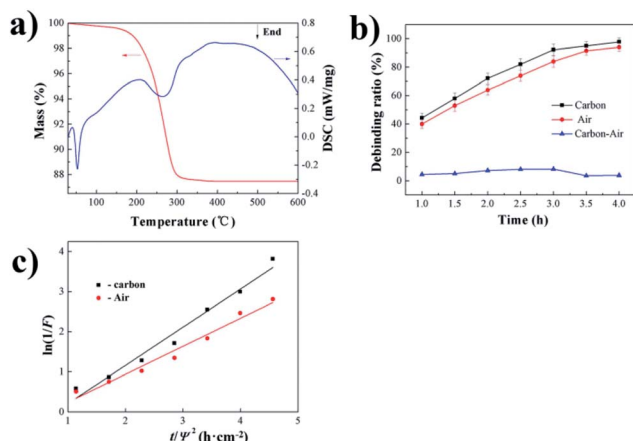 a)
End
Mass (%)
100
98
96
94
92
90
88
DSC (mW/mg)
0.8
0.6
0.4
0.2
0.0
-0.2
-0.4
100 200 300 400 500 600
Temperature (℃)
b)
Debinding ratio (%)
100
80
60
40
20
0
Carbon
Air
Carbon-Air
1.0 1.5 2.0 2.5 3.0 3.5 4.0
Time (h)
c)
ln(1/F)
4
3
2
1
0
- carbon
- Air
1 2 3 4 5
t/Ψ² (h·cm⁻²)